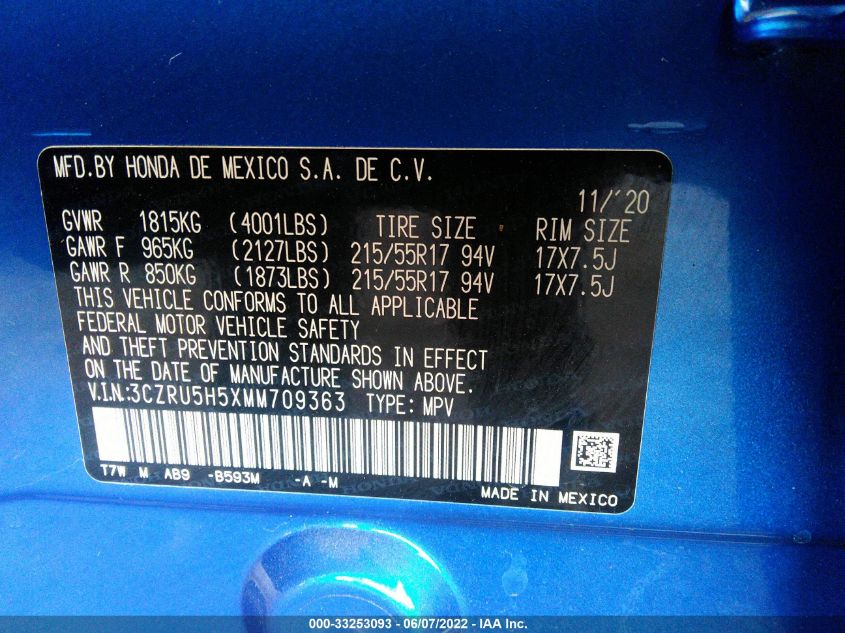 MFD.BY HONDA DE MEXICO S.A. DE C.V.
11/'20
GVWR 1815KG (4001LBS) TIRE SIZE RIM SIZE
GAWR F 965KG (2127LBS) 215/55R17 94V 17X7.5J
GAWR R 850KG (1873LBS) 215/55R17 94V 17X7.5J
THIS VEHICLE CONFORMS TO ALL APPLICABLE
FEDERAL MOTOR VEHICLE SAFETY
AND THEFT PREVENTION STANDARDS IN EFFECT
ON THE DATE OF MANUFACTURE SHOWN ABOVE.
V.I.N.:3CZRU5H5XMM709363 TYPE: MPV
T7W M AB9 -B593M -A -M
MADE IN MEXICO
000-33253093 - 06/07/2022 - IAA Inc.